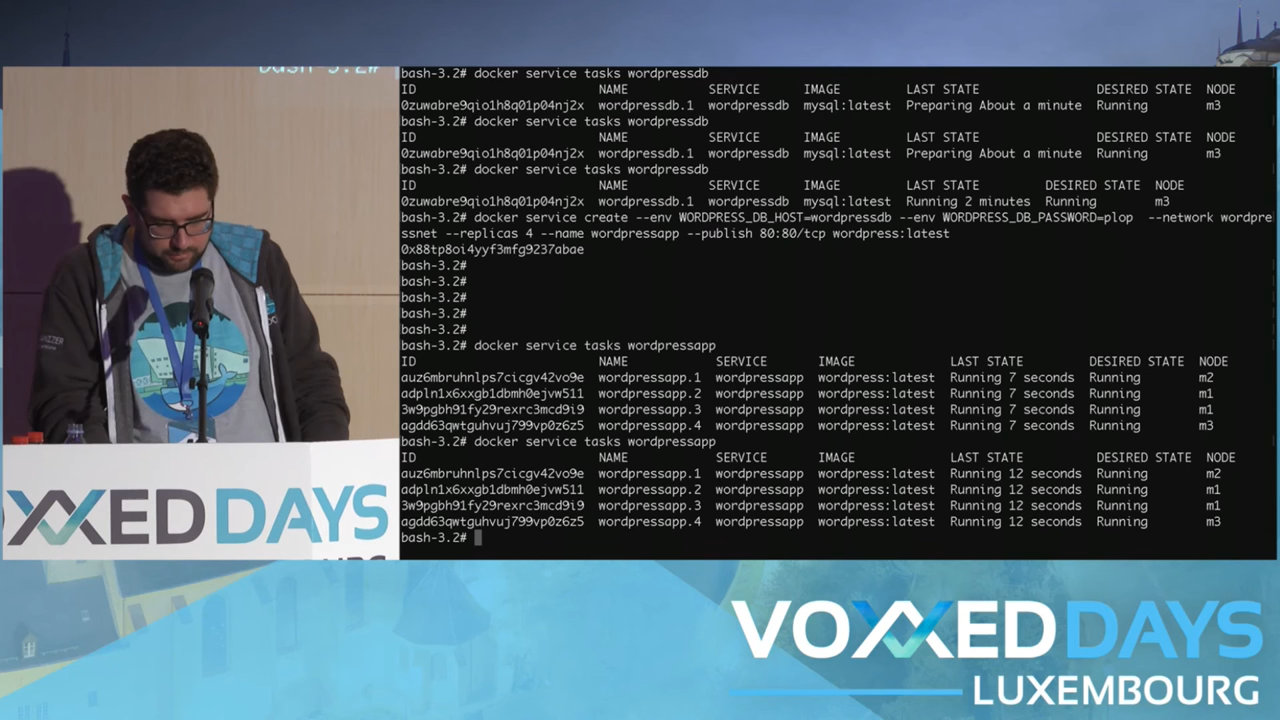 bash-3.2# docker service tasks wordpressdb
ID NAME SERVICE IMAGE LAST STATE DESIRED STATE NODE
0zuwabre9qio1h8q01p04nj2x wordpressdb.1 wordpressdb mysql:latest Preparing About a minute Running m3
bash-3.2# docker service tasks wordpressdb
ID NAME SERVICE IMAGE LAST STATE DESIRED STATE NODE
0zuwabre9qio1h8q01p04nj2x wordpressdb.1 wordpressdb mysql:latest Preparing About a minute Running m3
bash-3.2# docker service tasks wordpressdb
ID NAME SERVICE IMAGE LAST STATE DESIRED STATE NODE
0zuwabre9qio1h8q01p04nj2x wordpressdb.1 wordpressdb mysql:latest Running 2 minutes Running m3
bash-3.2# docker service create --env WORDPRESS_DB_HOST=wordpressdb --env WORDPRESS_DB_PASSWORD=plop --network wordpre
ssnet --replicas 4 --name wordpressapp --publish 80:80/tcp wordpress:latest
0x88tp8oi4yyf3mfg9237abae
bash-3.2#
bash-3.2#
bash-3.2#
bash-3.2#
bash-3.2#
bash-3.2# docker service tasks wordpressapp
ID NAME SERVICE IMAGE LAST STATE DESIRED STATE NODE
auz6mbruhnlps7cicgv42vo9e wordpressapp.1 wordpressapp wordpress:latest Running 7 seconds Running m2
adpln1x6xxgb1dbmh0ejvw511 wordpressapp.2 wordpressapp wordpress:latest Running 7 seconds Running m1
3w9pgbh91fy29rexrc3mcd9i9 wordpressapp.3 wordpressapp wordpress:latest Running 7 seconds Running m1
agdd63qwtguhvuj799vp0z6z5 wordpressapp.4 wordpressapp wordpress:latest Running 7 seconds Running m3
bash-3.2# docker service tasks wordpressapp
ID NAME SERVICE IMAGE LAST STATE DESIRED STATE NODE
auz6mbruhnlps7cicgv42vo9e wordpressapp.1 wordpressapp wordpress:latest Running 12 seconds Running m2
adpln1x6xxgb1dbmh0ejvw511 wordpressapp.2 wordpressapp wordpress:latest Running 12 seconds Running m1
3w9pgbh91fy29rexrc3mcd9i9 wordpressapp.3 wordpressapp wordpress:latest Running 12 seconds Running m1
agdd63qwtguhvuj799vp0z6z5 wordpressapp.4 wordpressapp wordpress:latest Running 12 seconds Running m3
bash-3.2#
OXXED DAYS
VOXXED DAYS
LUXEMBOURG